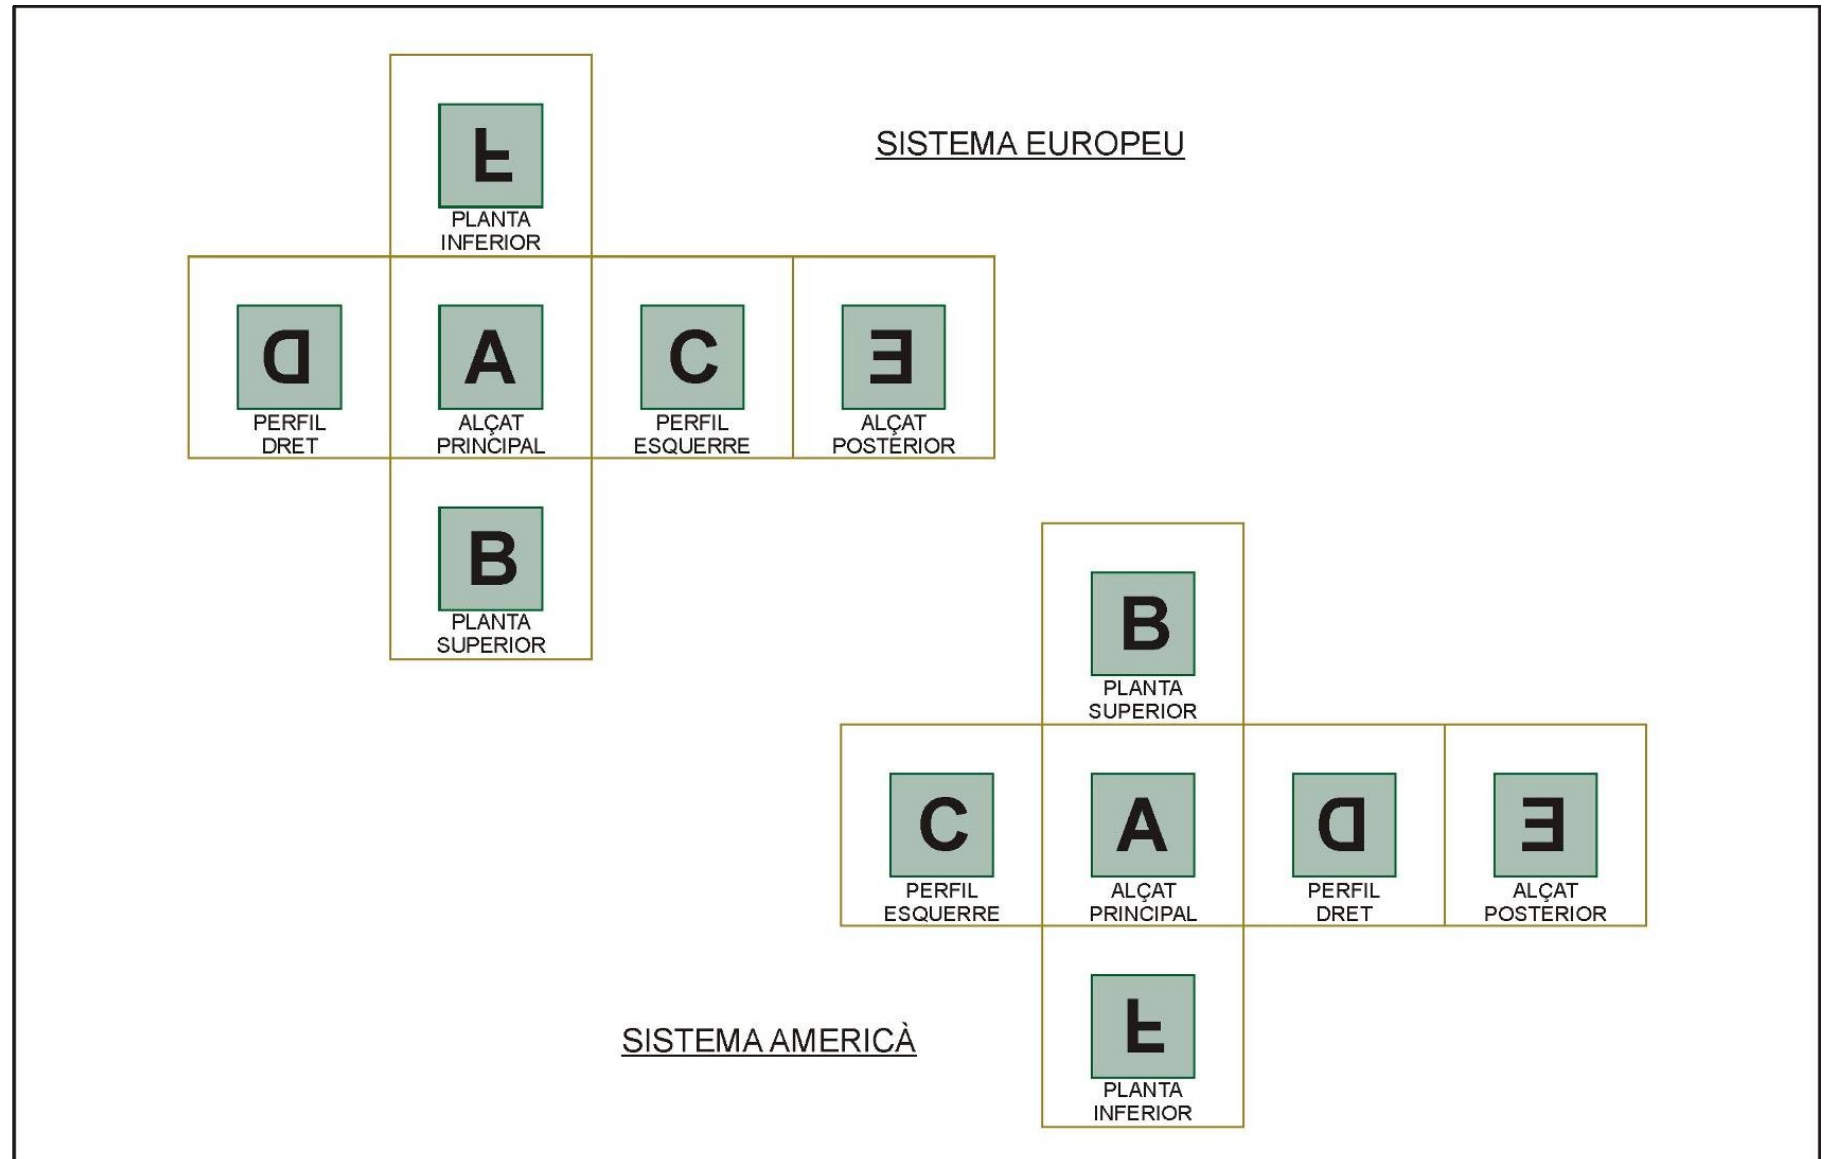 F
SISTEMA EUROPEU
PLANTA
INFERIOR
D
PERFIL
DRET
A
ALÇAT
PRINCIPAL
C
PERFIL
ESQUERRE
E
ALÇAT
POSTERIOR
B
PLANTA
SUPERIOR
B
PLANTA
SUPERIOR
C
PERFIL
ESQUERRE
A
ALÇAT
PRINCIPAL
D
PERFIL
DRET
E
ALÇAT
POSTERIOR
F
PLANTA
INFERIOR
SISTEMA AMERICÀ